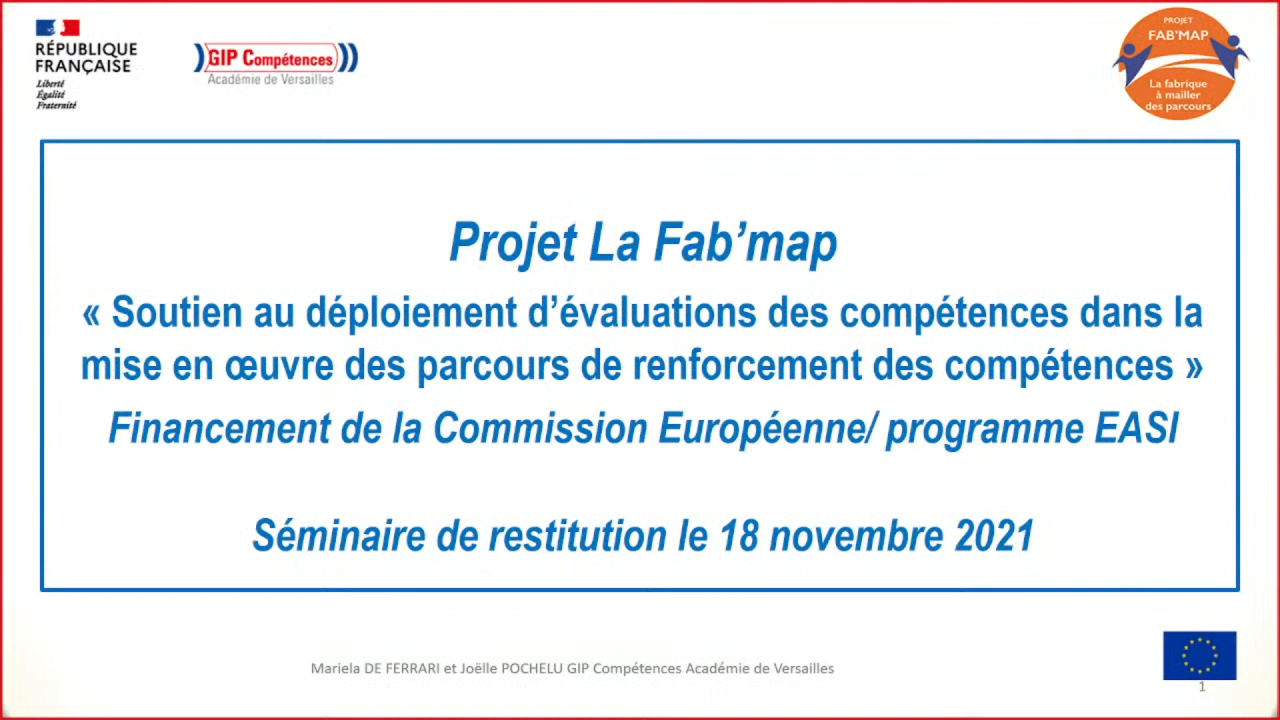 RÉPUBLIQUE
FRANÇAISE
Liberté
Égalité
Fraternité
GIP Compétences
Académie de Versailles
PROJET
FAB'MAP
La fabrique
à mailler
des parcours
Projet La Fab’map
« Soutien au déploiement d’évaluations des compétences dans la
mise en œuvre des parcours de renforcement des compétences »
Financement de la Commission Européenne/ programme EASI
Séminaire de restitution le 18 novembre 2021
Mariela DE FERRARI et Joëlle POCHELU GIP Compétences Académie de Versailles
1